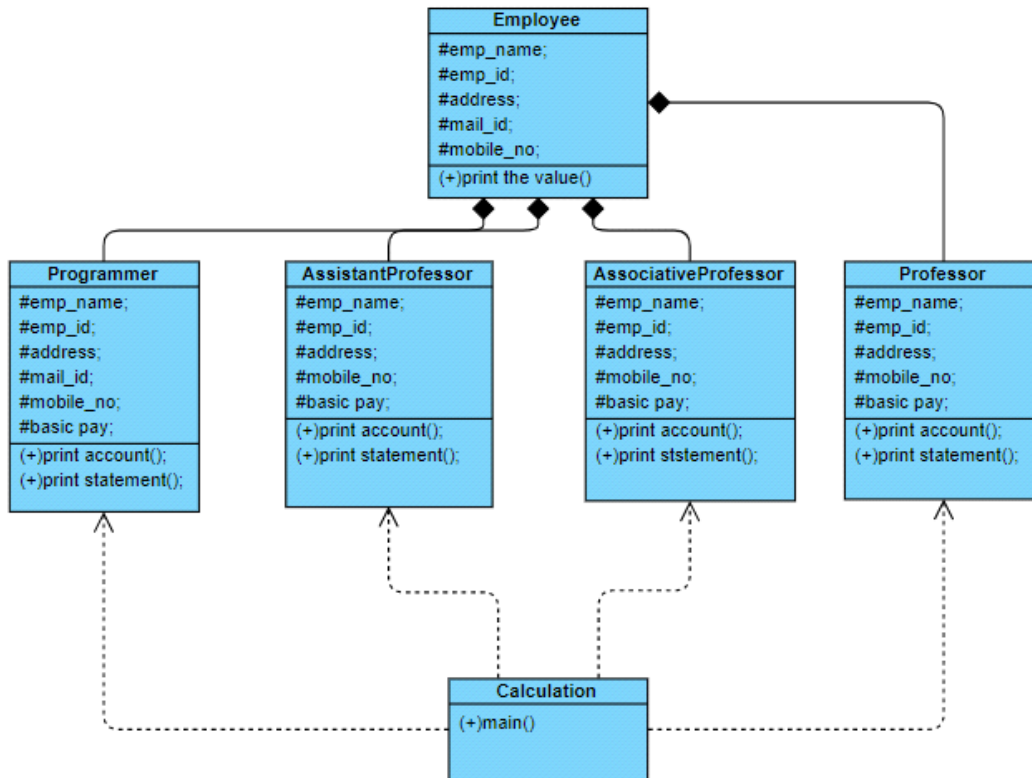 Employee
#emp_name;
#emp_id;
#address;
#mail_id;
#mobile_no;
(+)print the value()
Programmer
#emp_name;
#emp_id;
#address;
#mail_id;
#mobile_no;
#basic pay;
(+)print account();
(+)print statement();
AssistantProfessor
#emp_name;
#emp_id;
#address;
#mobile_no;
#basic pay;
(+)print account();
(+)print statement();
AssociativeProfessor
#emp_name;
#emp_id;
#address;
#mobile_no;
#basic pay;
(+)print account();
(+)print ststement();
Professor
#emp_name;
#emp_id;
#address;
#mobile_no;
#basic pay;
(+)print account();
(+)print statement();
Calculation
(+)main()